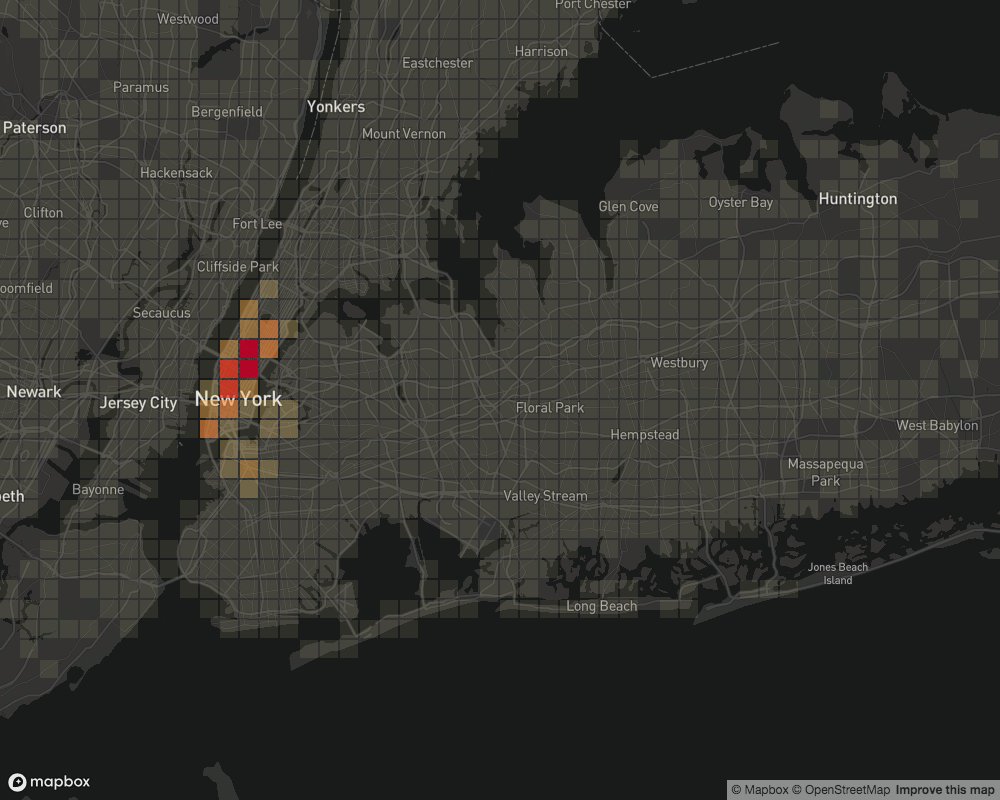 Port Chester
Westwood
Harrison
Eastchester
Paramus
Bergenfield
Yonkers
Paterson
Mount Vernon
Hackensack
Huntington
Oyster Bay
Glen Cove
Clifton
Fort Lee
Cliffside Park
oomfield
Secaucus
Westbury
Newark
Jersey City
New York
Floral Park
West Babylon
Hempstead
Massapequa
Park
Bayonne
eth
Valley Stream
Jones Beach
Island
Long Beach
mapbox
© Mapbox © OpenStreetMap Improve this map